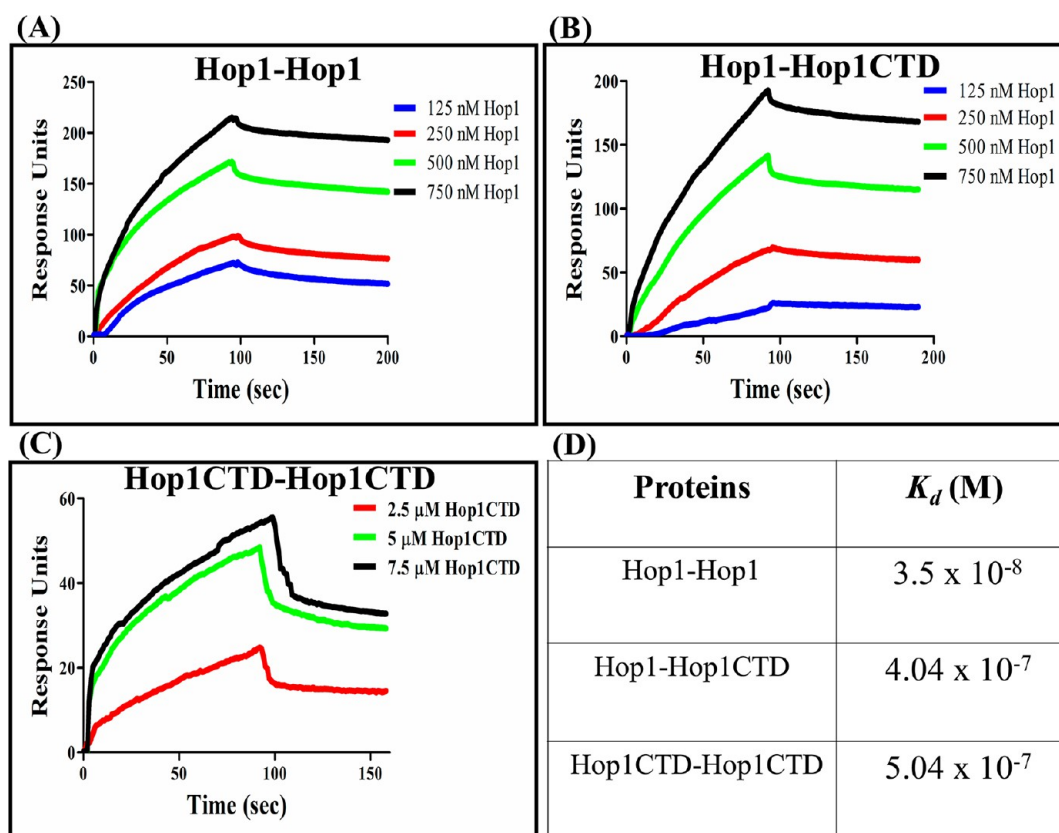 (A)
Hop1-Hop1
250
200
150
100
50
0
0
50
100
150
200
Response Units
Time (sec)
125 nM Hop1
250 nM Hop1
500 nM Hop1
750 nM Hop1
(B)
Hop1-Hop1CTD
200
150
100
50
0
0
50
100
150
200
Response Units
Time (sec)
125 nM Hop1
250 nM Hop1
500 nM Hop1
750 nM Hop1
(C)
Hop1CTD-Hop1CTD
60
40
20
0
0
50
100
150
Response Units
Time (sec)
2.5 µM Hop1CTD
5 µM Hop1CTD
7.5 µM Hop1CTD
(D)
Proteins K_d (M)
Hop1-Hop1 3.5 x 10^-8
Hop1-Hop1CTD 4.04 x 10^-7
Hop1CTD-Hop1CTD 5.04 x 10^-7